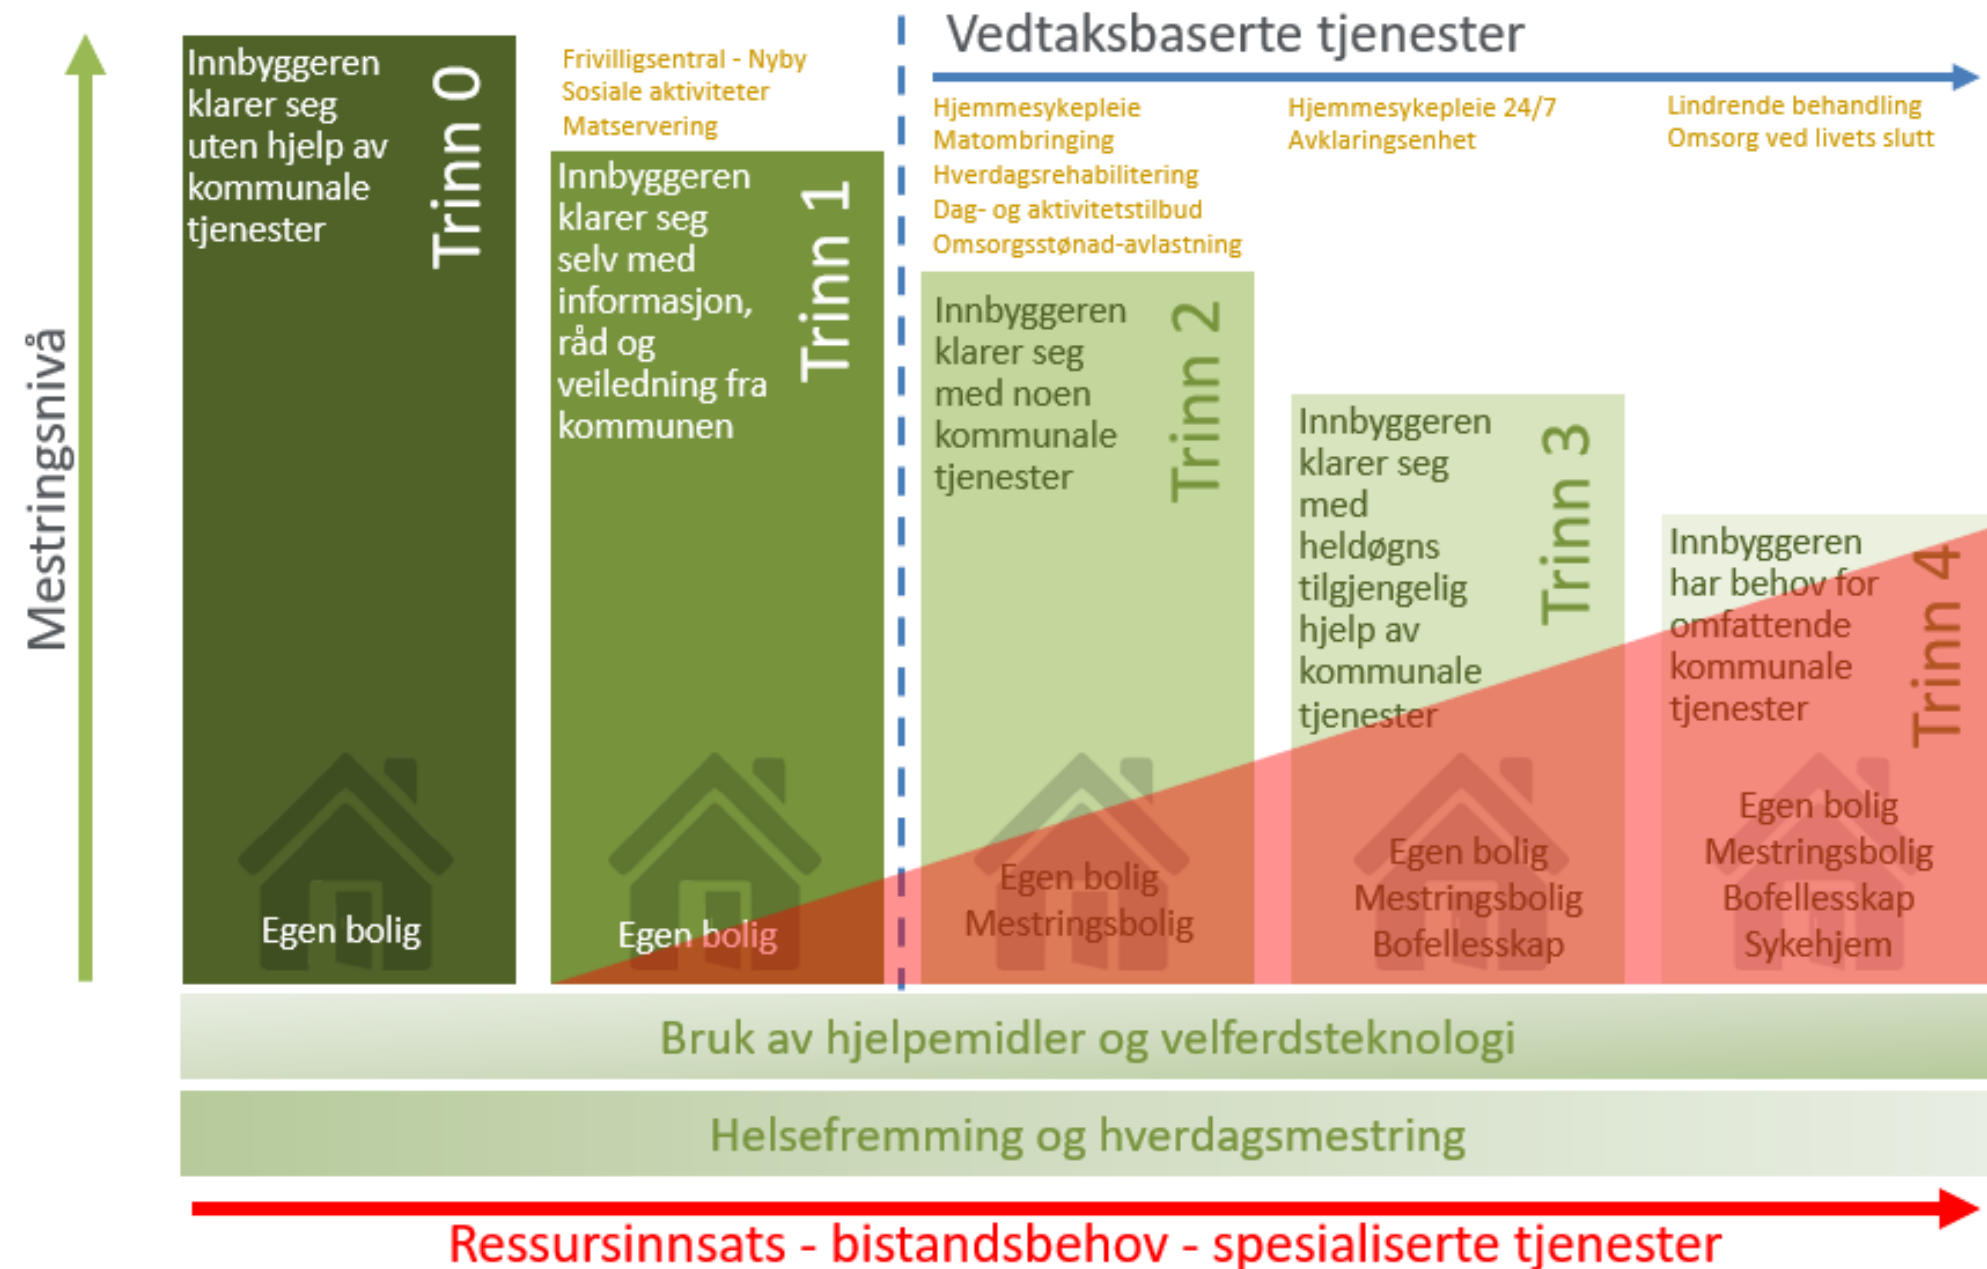 Vedtaksbaserte tjenester
Mestringsnivå
Innbyggeren
klarer seg
uten hjelp av
kommunale
tjenester
Trinn 0
Egen bolig
Frivilligsentral - Nyby
Sosiale aktiviteter
Matservering
Innbyggeren
klarer seg
selv med
informasjon,
råd og
veiledning fra
kommunen
Trinn 1
Egen bolig
Hjemmesykepleie
Matombringing
Hverdagsrehabilitering
Dag- og aktivitetstilbud
Omsorgsstønad-avlastning
Innbyggeren
klarer seg
med noen
kommunale
tjenester
Trinn 2
Egen bolig
Mestringsbolig
Hjemmesykepleie 24/7
Avklaringsenhet
Innbyggeren
klarer seg
med
heldøgns
tilgjengelig
hjelp av
kommunale
tjenester
Trinn 3
Egen bolig
Mestringsbolig
Bofellesskap
Lindrende behandling
Omsorg ved livets slutt
Innbyggeren
har behov for
omfattende
kommunale
tjenester
Trinn 4
Egen bolig
Mestringsbolig
Bofellesskap
Sykehjem
Bruk av hjelpemidler og velferdsteknologi
Helsefremming og hverdagsmestring
Ressursinnsats - bistandsbehov - spesialiserte tjenester